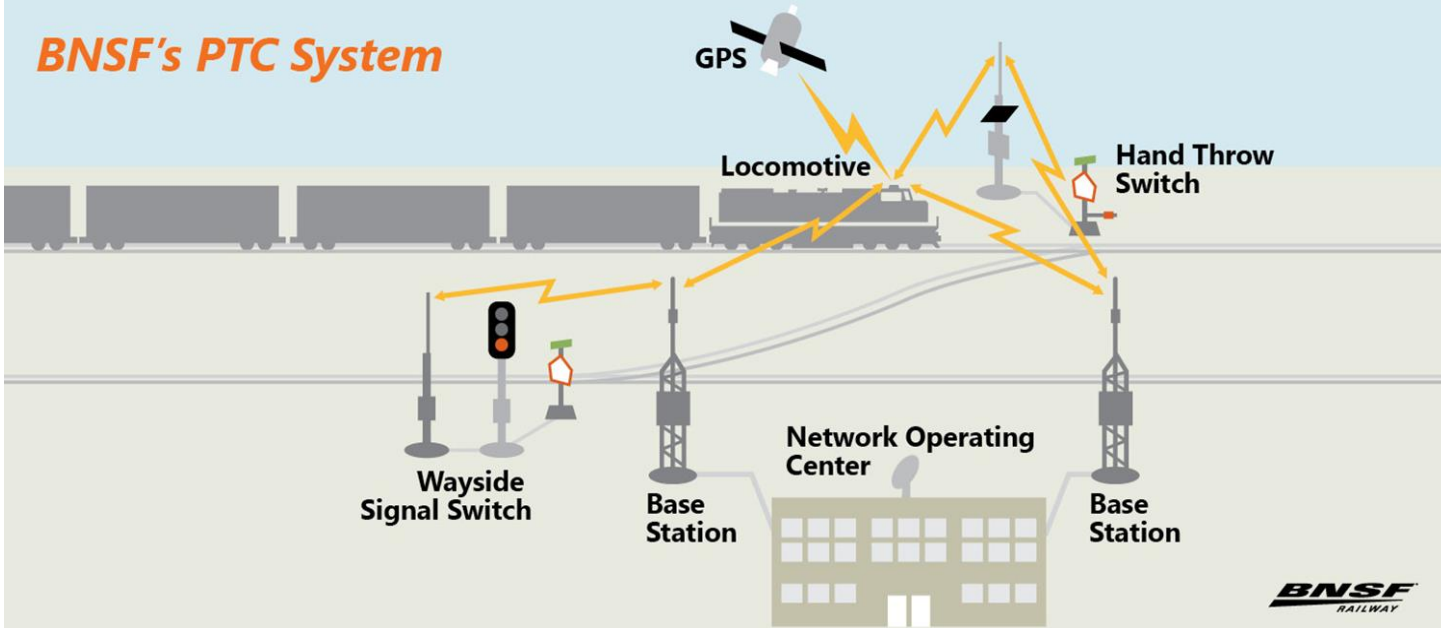 BNSF's PTC System
GPS
Locomotive
Hand Throw
Switch
Wayside
Signal Switch
Base
Station
Network Operating
Center
Base
Station
BNSF
RAILWAY